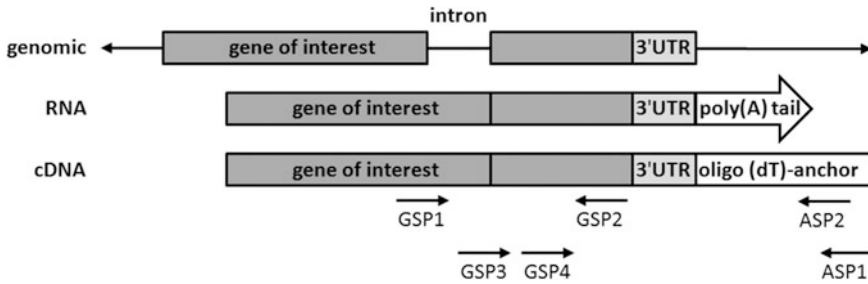 intron
genomic gene of interest 3'UTR
RNA gene of interest 3'UTR poly(A) tail
cDNA gene of interest 3'UTR oligo (dT)-anchor
GSP1 GSP2 ASP2
GSP3 GSP4 ASP1